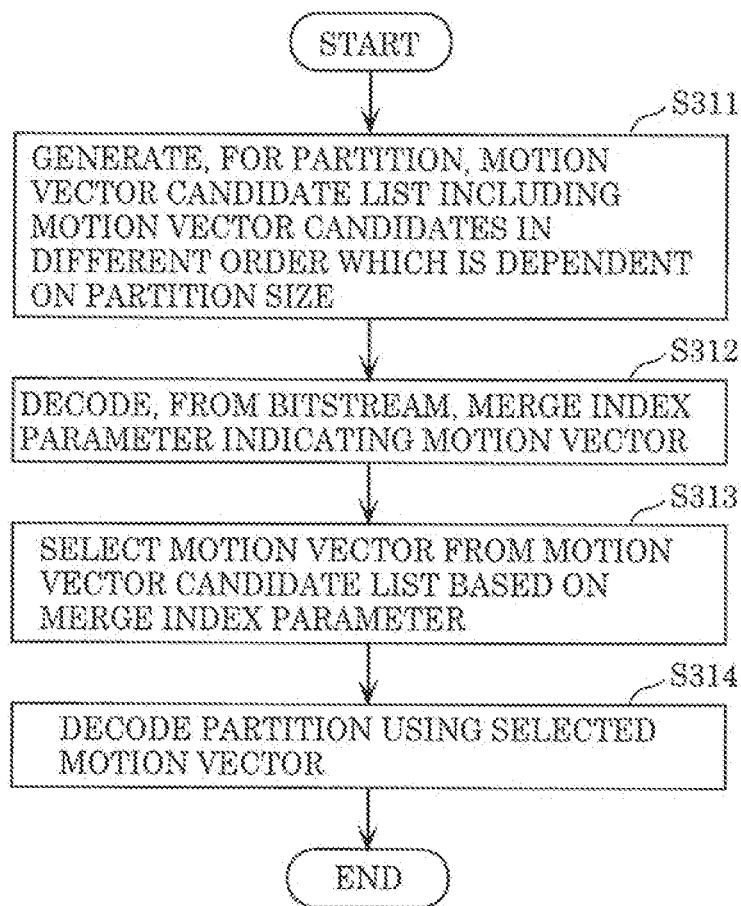 START
S311
GENERATE, FOR PARTITION, MOTION
VECTOR CANDIDATE LIST INCLUDING
MOTION VECTOR CANDIDATES IN
DIFFERENT ORDER WHICH IS DEPENDENT
ON PARTITION SIZE
S312
DECODE, FROM BITSTREAM, MERGE INDEX
PARAMETER INDICATING MOTION VECTOR
S313
SELECT MOTION VECTOR FROM MOTION
VECTOR CANDIDATE LIST BASED ON
MERGE INDEX PARAMETER
S314
DECODE PARTITION USING SELECTED
MOTION VECTOR
END